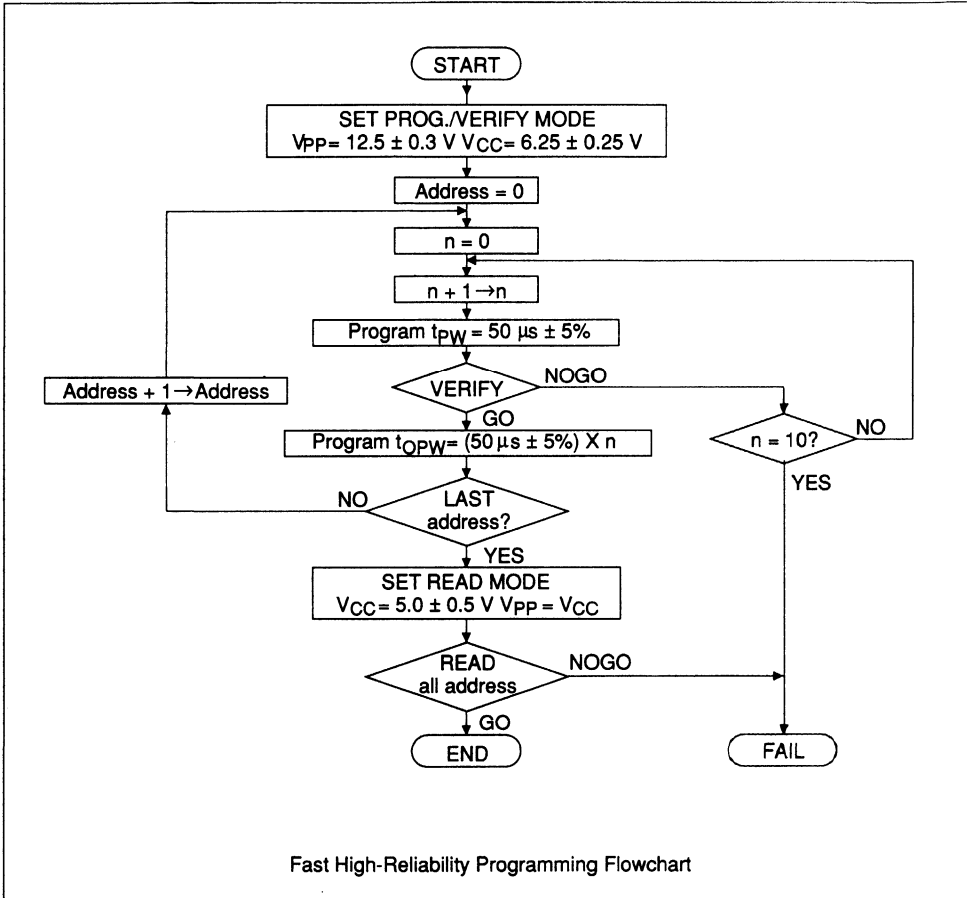 START
SET PROG./VERIFY MODE
VPP= 12.5 ± 0.3 V VCC= 6.25 ± 0.25 V
Address = 0
n = 0
n + 1→n
Program tPW = 50 μs ± 5%
Address + 1→Address
VERIFY
NOGO
GO
Program tOPW= (50 μs ± 5%) X n
n = 10?
NO
YES
NO
LAST
address?
YES
SET READ MODE
VCC= 5.0 ± 0.5 V VPP = VCC
READ
all address
NOGO
GO
END
FAIL
Fast High-Reliability Programming Flowchart